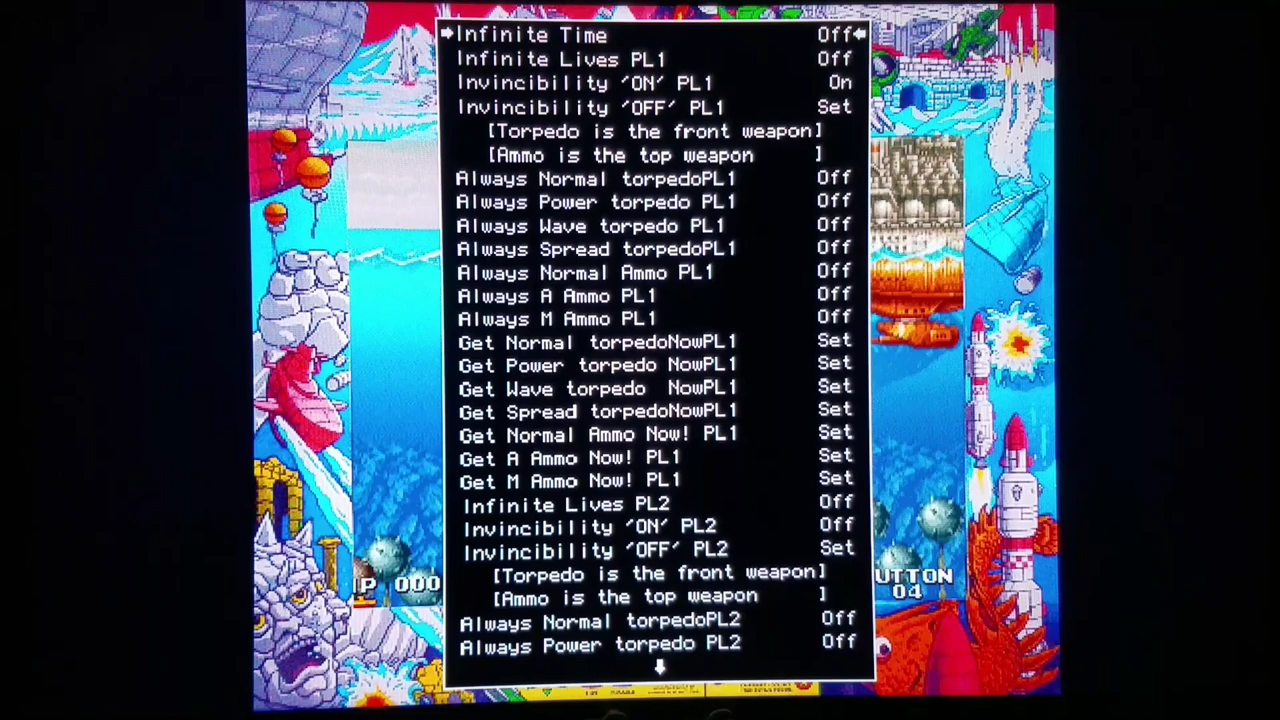 Infinite Time Off
Infinite Lives PL1 Off
Invincibility 'ON' PL1 On
Invincibility 'OFF' PL1 Set
[Torpedo is the front weapon]
[Ammo is the top weapon ]
Always Normal torpedoPL1 Off
Always Power torpedo PL1 Off
Always Wave torpedo PL1 Off
Always Spread torpedoPL1 Off
Always Normal Ammo PL1 Off
Always A Ammo PL1 Off
Always M Ammo PL1 Off
Get Normal torpedoNowPL1 Set
Get Power torpedo NowPL1 Set
Get Wave torpedo NowPL1 Set
Get Spread torpedoNowPL1 Set
Get Normal Ammo Now! PL1 Set
Get A Ammo Now! PL1 Set
Get M Ammo Now! PL1 Set
Infinite Lives PL2 Off
Invincibility 'ON' PL2 Off
Invincibility 'OFF' PL2 Set
[Torpedo is the front weapon]
[Ammo is the top weapon ]
Always Normal torpedoPL2 Off
Always Power torpedo PL2 Off
1P 000
UTTON
04